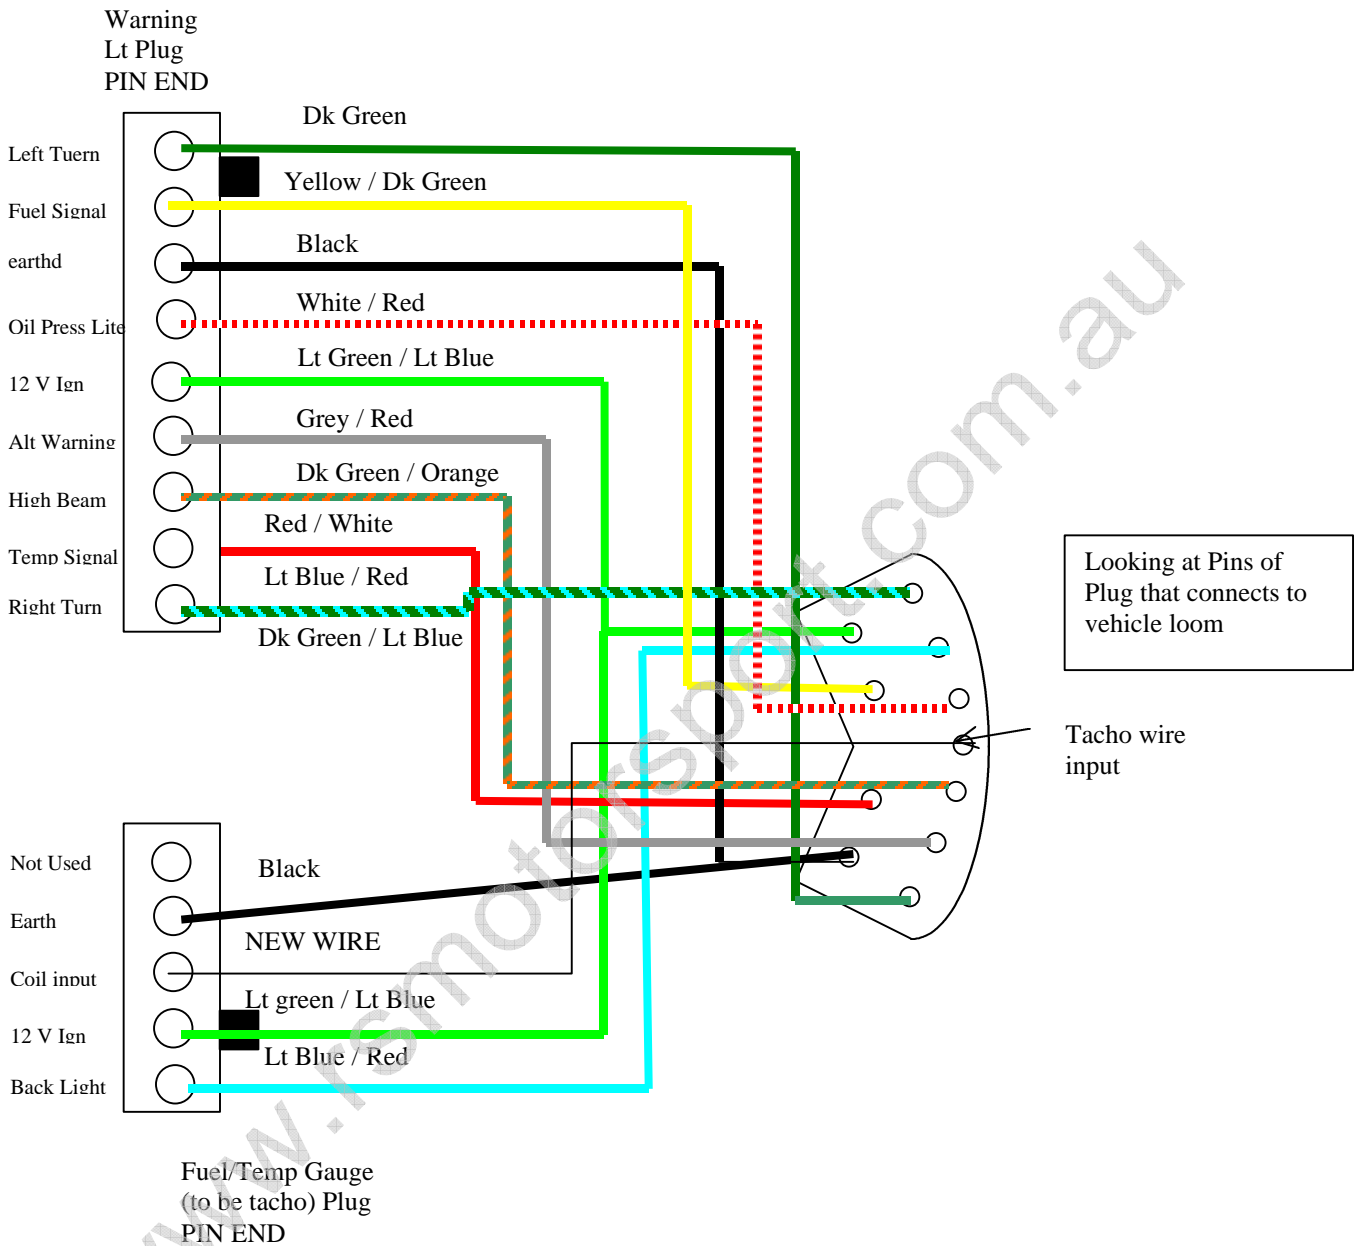 Warning
Lt Plug
PIN END
Dk Green
Left Tuern
Yellow / Dk Green
Fuel Signal
Black
earthd
White / Red
Oil Press Lite
Lt Green / Lt Blue
12 V Ign
Grey / Red
Alt Warning
Dk Green / Orange
High Beam
Red / White
Temp Signal
Lt Blue / Red
Right Turn
Dk Green / Lt Blue
Looking at Pins of
Plug that connects to
vehicle loom
Tacho wire
input
Not Used
Black
Earth
NEW WIRE
Coil input
Lt green / Lt Blue
12 V Ign
Lt Blue / Red
Back Light
Fuel/Temp Gauge
(to be tacho) Plug
PIN END
www.rsmotorsport.com.au